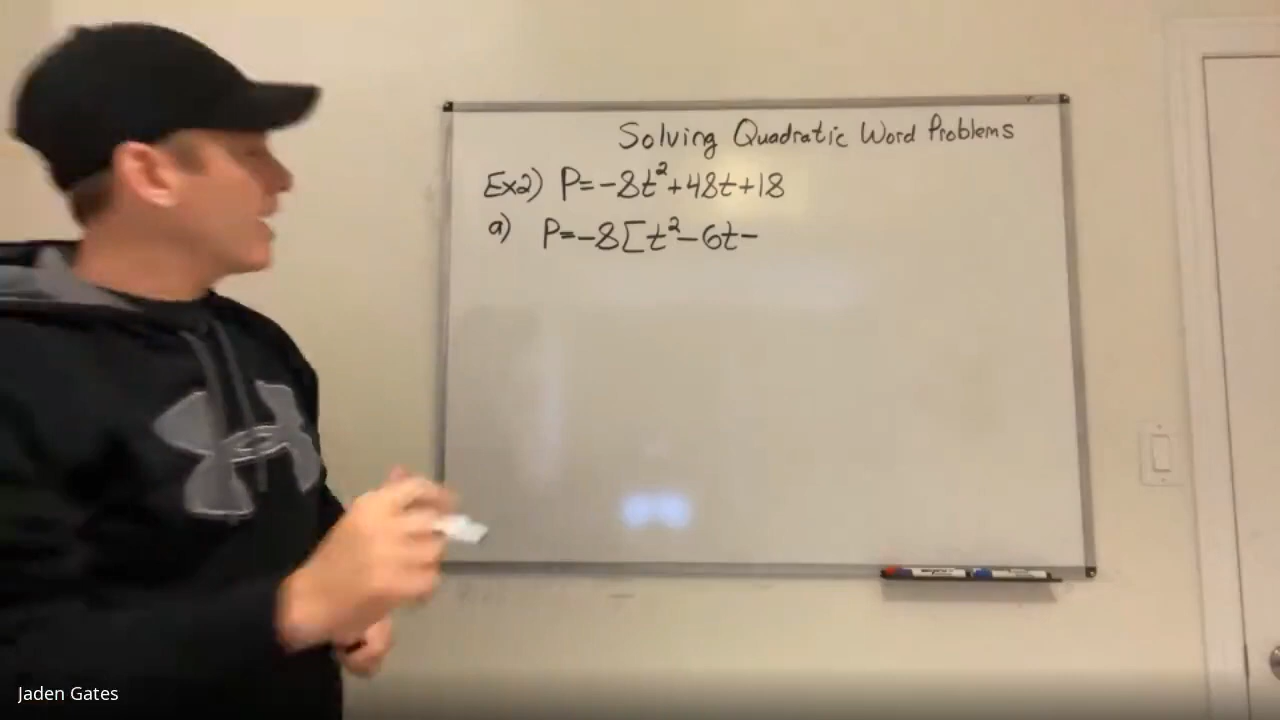 Solving Quadratic Word Problems
Ex2) P=-8t²+48t+18
a) P=-8[t²-6t-
Jaden Gates